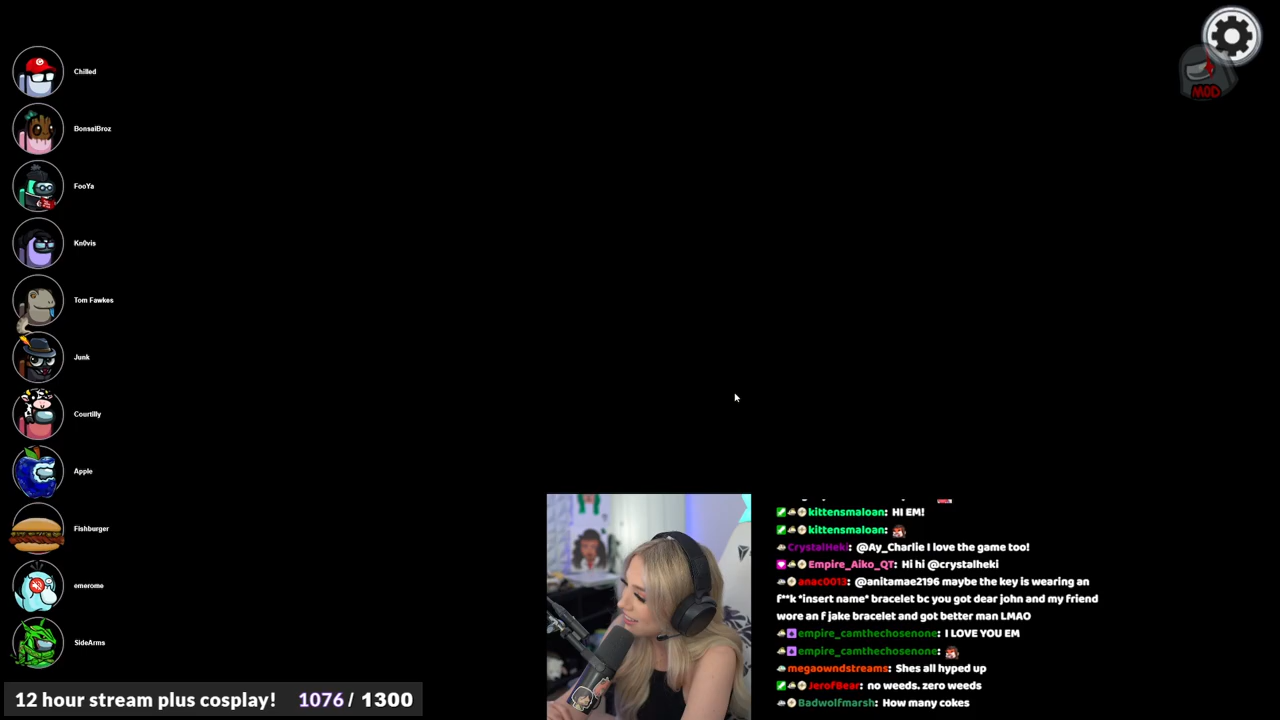 Chilled
BonsaiBroz
FooYa
Kn0vis
Tom Fawkes
Junk
Courtilly
Apple
Fishburger
emerome
SideArms
MOD
12 hour stream plus cosplay! 1076 / 1300
kittensmaloan: HI EM!
kittensmaloan:
CrystalHeki: @Ay_Charlie I love the game too!
Empire_Aiko_QT: Hi hi @crystalheki
anac0013: @anitamae2196 maybe the key is wearing an
f**k *insert name* bracelet bc you got dear john and my friend
wore an f jake bracelet and got better man LMAO
empire_camthechosenone: I LOVE YOU EM
empire_camthechosenone:
megaowndstreams: Shes all hyped up
JerofBear: no weeds. zero weeds
Badwolfmarsh: How many cokes